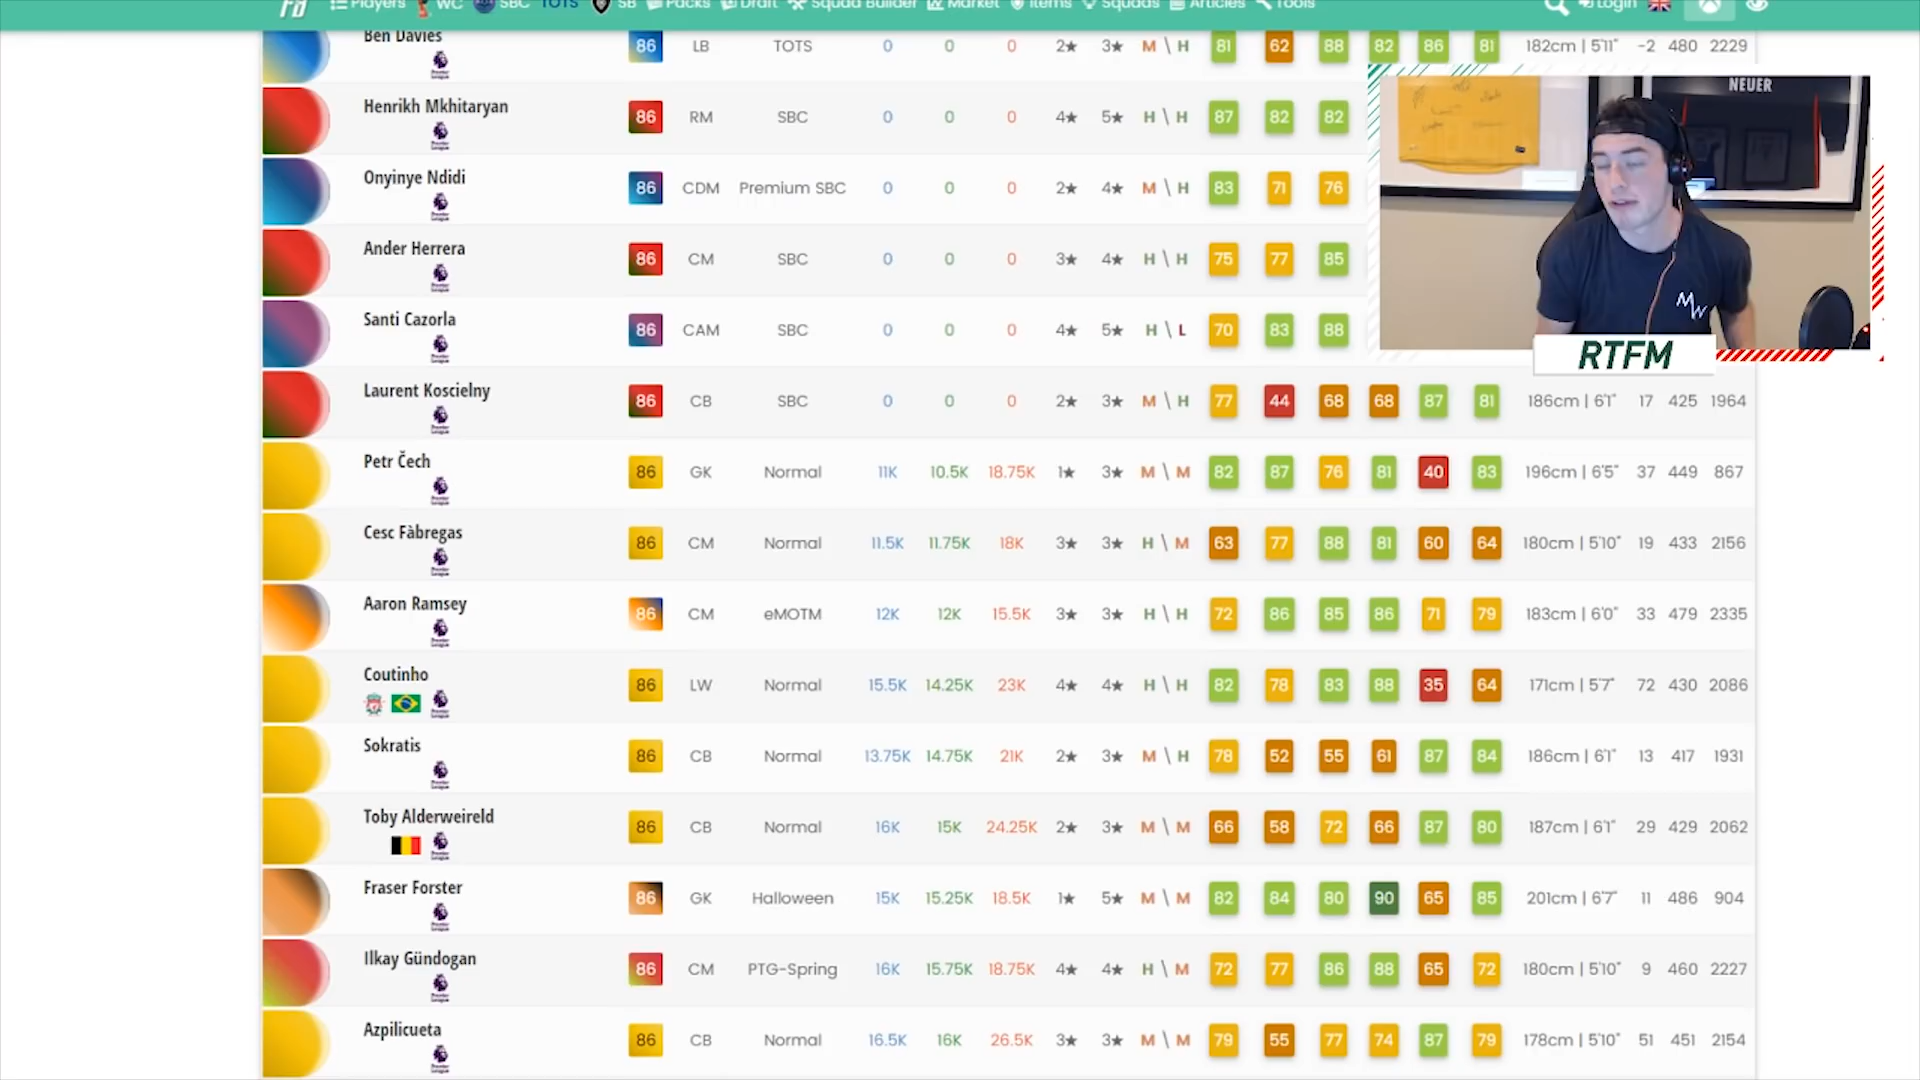 Players WC SBC TOTS SB Packs Draft Squad Builder Market Items Squads Articles Tools Login
Ben Davies 86 LB TOTS 0 0 0 2★ 3★ M \ H 81 62 88 82 86 81 182cm | 5'11" -2 480 2229
Henrikh Mkhitaryan 86 RM SBC 0 0 0 4★ 5★ H \ H 87 82 82
Onyinye Ndidi 86 CDM Premium SBC 0 0 0 2★ 4★ M \ H 83 71 76
Ander Herrera 86 CM SBC 0 0 0 3★ 4★ H \ H 75 77 85
Santi Cazorla 86 CAM SBC 0 0 0 4★ 5★ H \ L 70 83 88
Laurent Koscielny 86 CB SBC 0 0 0 2★ 3★ M \ H 77 44 68 68 87 81 186cm | 6'1" 17 425 1964
Petr Čech 86 GK Normal 11K 10.5K 18.75K 1★ 3★ M \ M 82 87 76 81 40 83 196cm | 6'5" 37 449 867
Cesc Fàbregas 86 CM Normal 11.5K 11.75K 18K 3★ 3★ H \ M 63 77 88 81 60 64 180cm | 5'10" 19 433 2156
Aaron Ramsey 86 CM eMOTM 12K 12K 15.5K 3★ 3★ H \ H 72 86 85 86 71 79 183cm | 6'0" 33 479 2335
Coutinho 86 LW Normal 15.5K 14.25K 23K 4★ 4★ H \ H 82 78 83 88 35 64 171cm | 5'7" 72 430 2086
Sokratis 86 CB Normal 13.75K 14.75K 21K 2★ 3★ M \ H 78 52 55 61 87 84 186cm | 6'1" 13 417 1931
Toby Alderweireld 86 CB Normal 16K 15K 24.25K 2★ 3★ M \ M 66 58 72 66 87 80 187cm | 6'1" 29 429 2062
Fraser Forster 86 GK Halloween 15K 15.25K 18.5K 1★ 5★ M \ M 82 84 80 90 65 85 201cm | 6'7" 11 486 904
Ilkay Gündogan 86 CM PTG-Spring 16K 15.75K 18.75K 4★ 4★ H \ M 72 77 86 88 65 72 180cm | 5'10" 9 460 2227
Azpilicueta 86 CB Normal 16.5K 16K 26.5K 3★ 3★ M \ M 79 55 77 74 87 79 178cm | 5'10" 51 451 2154
NEUER
MW
RTFM